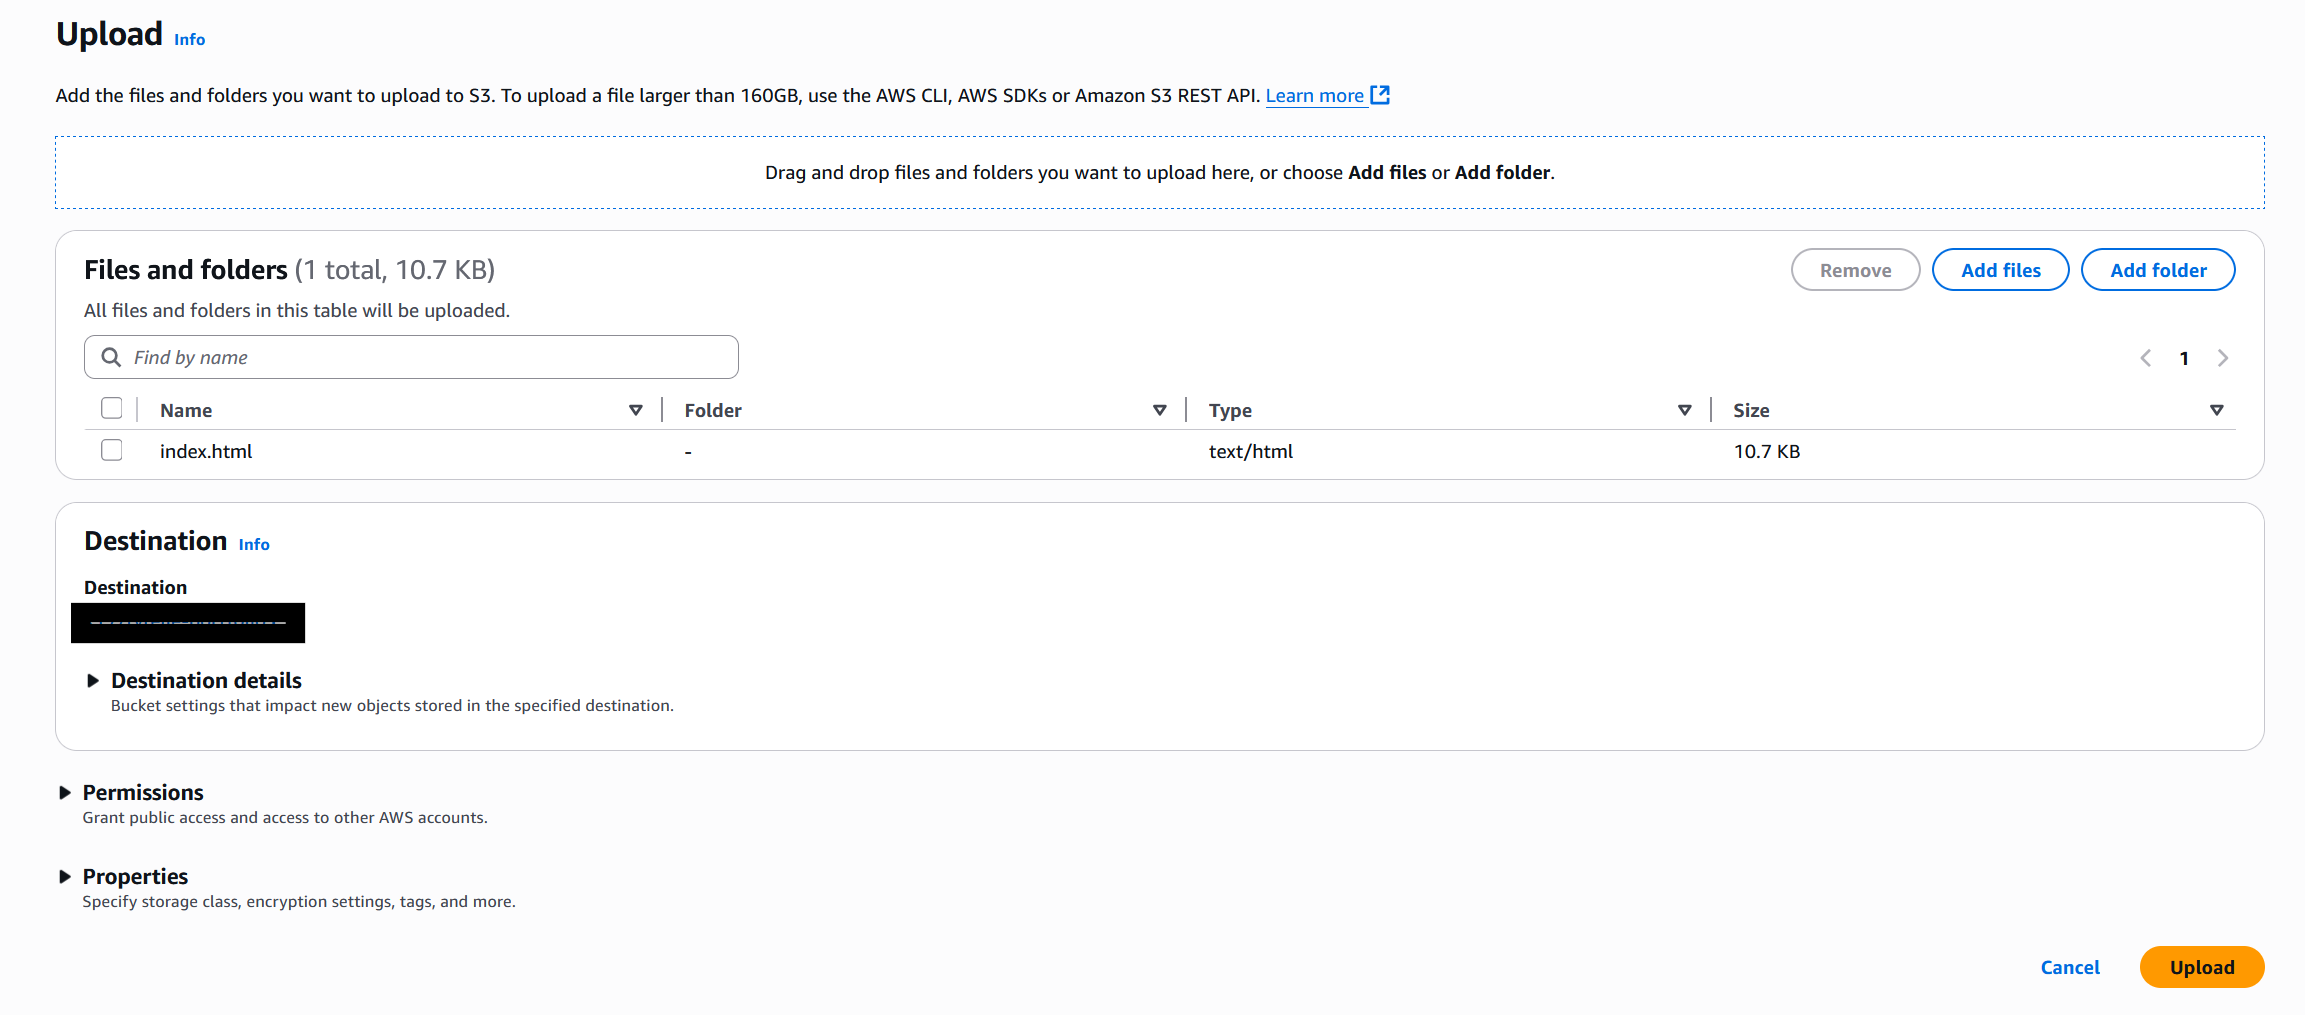 Upload Info
Add the files and folders you want to upload to S3. To upload a file larger than 160GB, use the AWS CLI, AWS SDKs or Amazon S3 REST API. Learn more
Drag and drop files and folders you want to upload here, or choose Add files or Add folder.
Files and folders (1 total, 10.7 KB)
Remove Add files Add folder
All files and folders in this table will be uploaded.
Find by name
1
Name Folder Type Size
index.html - text/html 10.7 KB
Destination Info
Destination
Destination details
Bucket settings that impact new objects stored in the specified destination.
Permissions
Grant public access and access to other AWS accounts.
Properties
Specify storage class, encryption settings, tags, and more.
Cancel Upload